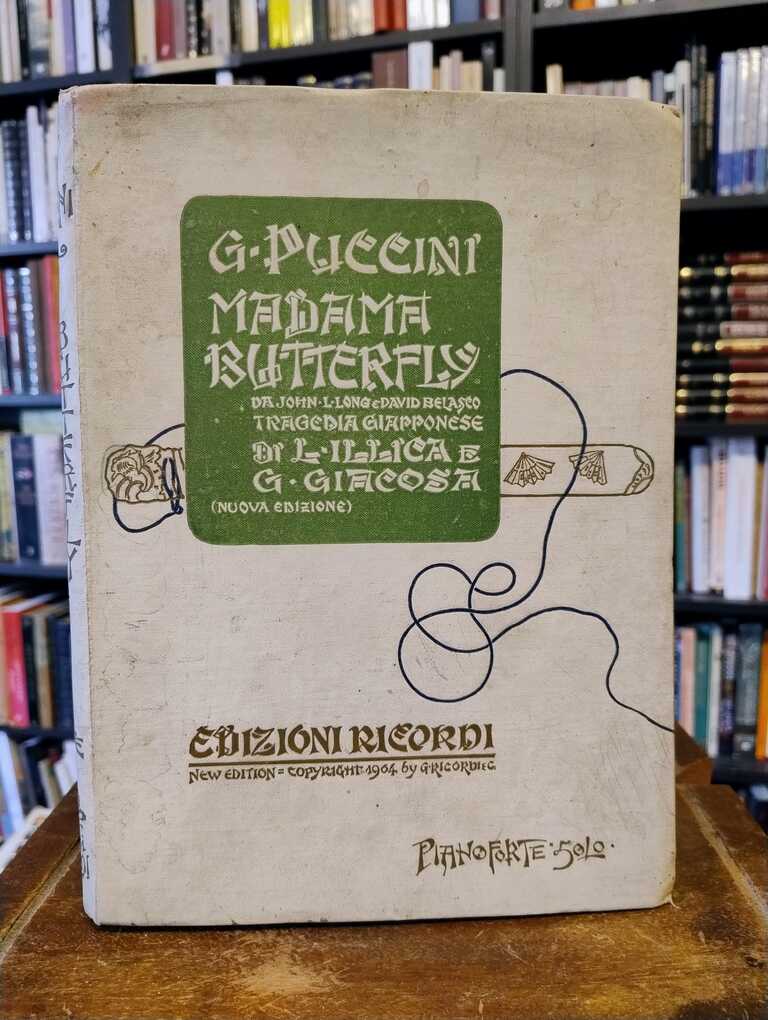 G · PUCCINI
MADAMA
BUTTERFLY
DA JOHN · L · LONG e DAVID BELASCO
TRAGEDIA GIAPPONESE
DI L · ILLICA E
G · GIACOSA
(NUOVA EDIZIONE)
EDIZIONI RICORDI
NEW EDITION = COPYRIGHT 1904 by G · RICORDI e C.
PIANOFORTE · SOLO ·